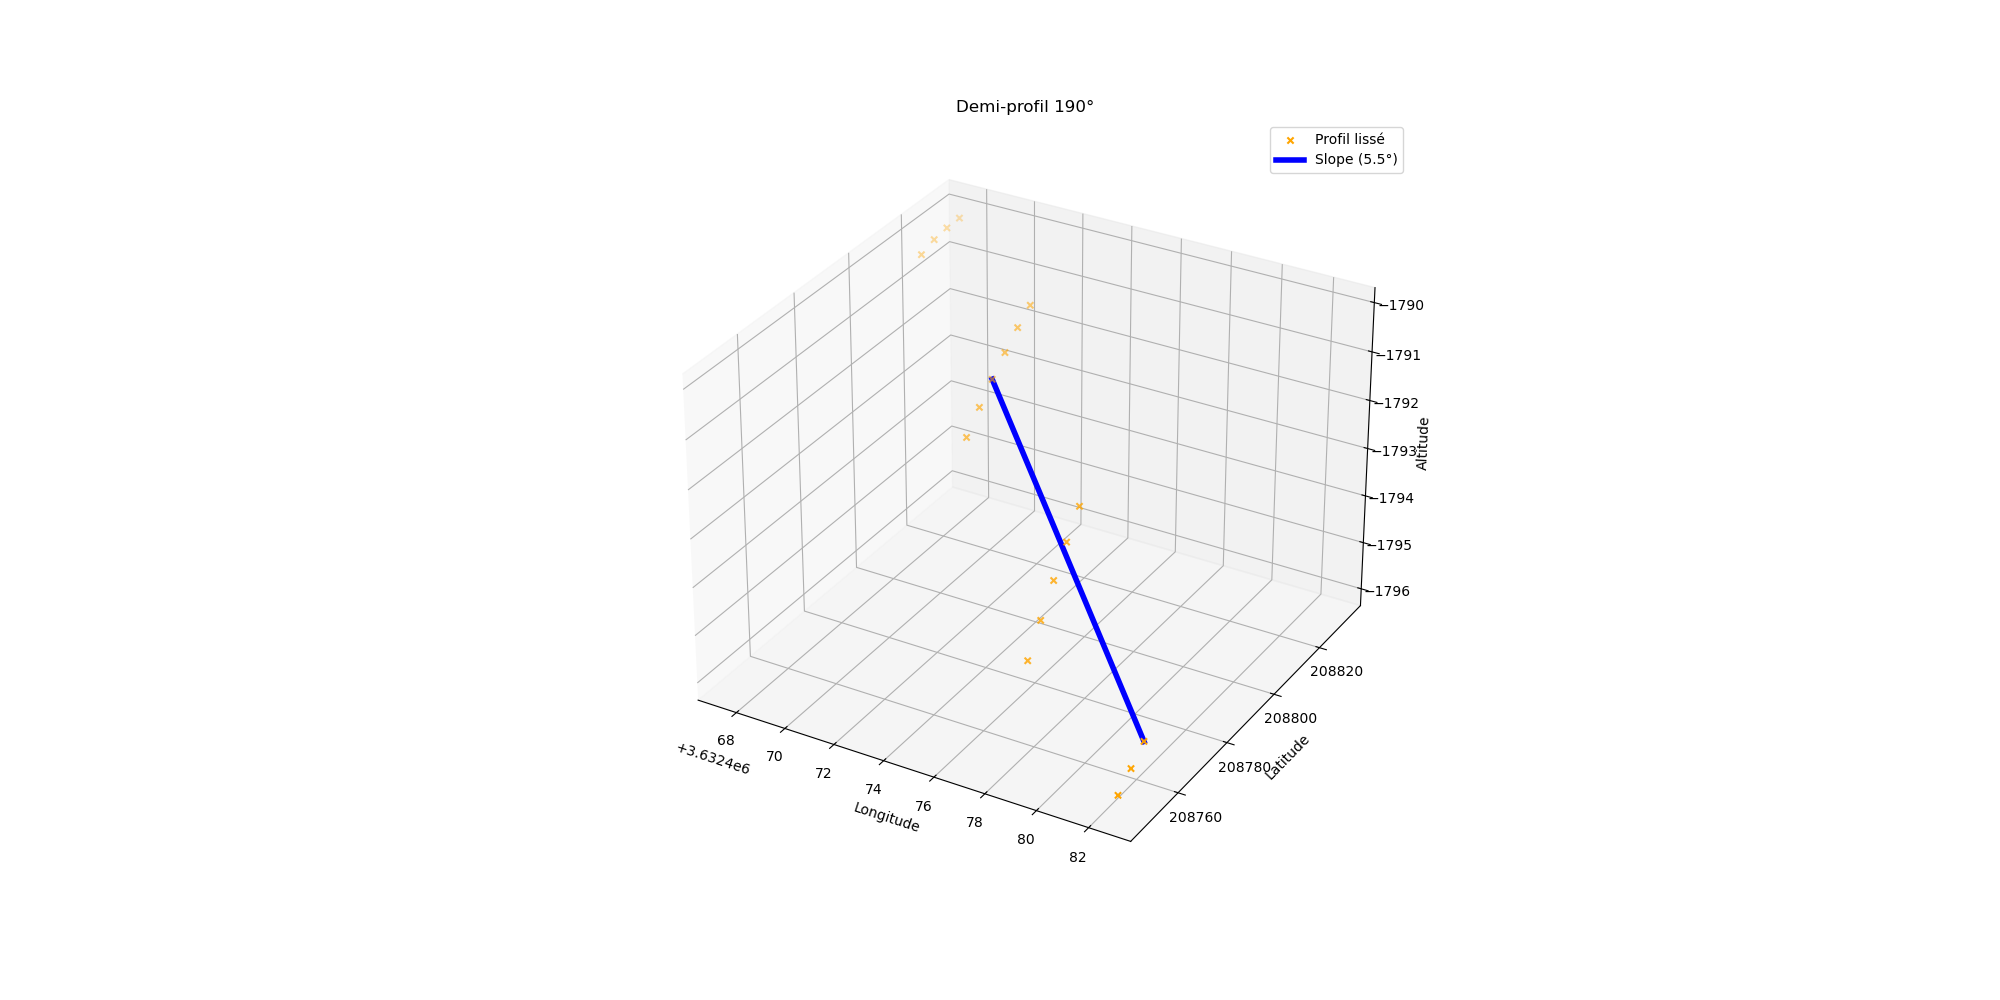 Demi-profil 190°
Profil lissé
Slope (5.5°)
−1790
−1791
−1792
−1793
−1794
−1795
−1796
Altitude
208820
208800
208780
208760
Latitude
68
70
72
74
76
78
80
82
+3.6324e6
Longitude